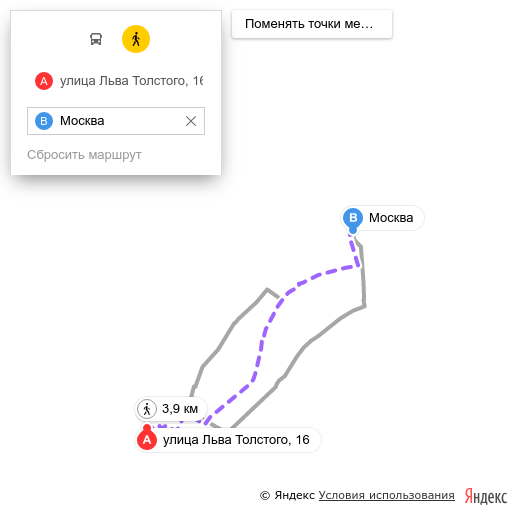 Поменять точки ме...
A улица Льва Толстого, 16
B Москва
Сбросить маршрут
B Москва
3,9 км
A улица Льва Толстого, 16
© Яндекс Условия использования Яндекс